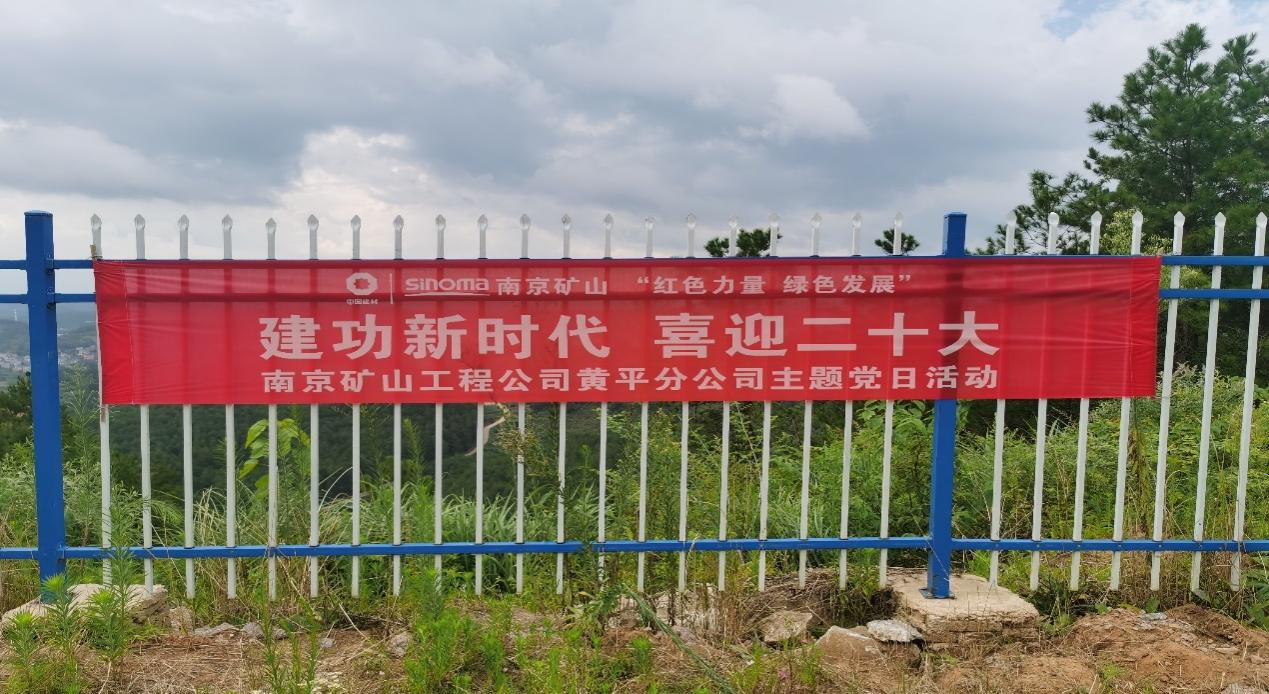 中国建材 sinoma 南京矿山 “红色力量 绿色发展”
建功新时代 喜迎二十大
南京矿山工程公司黄平分公司主题党日活动